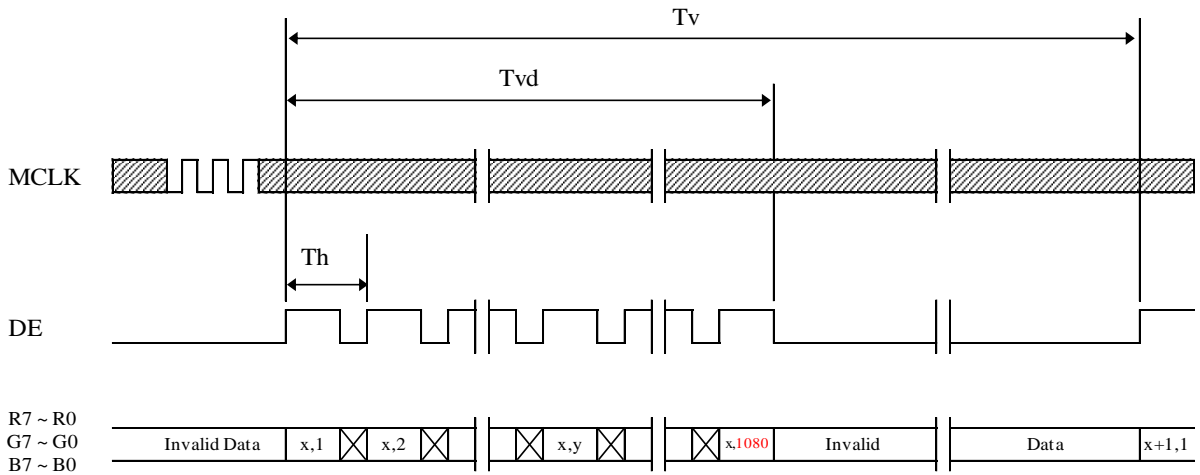 Tv
Tvd
MCLK
Th
DE
R7 ~ R0
G7 ~ G0
B7 ~ B0
Invalid Data x,1 x,2 x,y x,1080 Invalid Data x+1,1